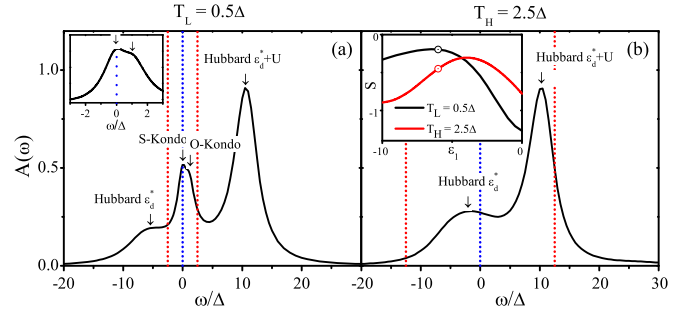 T_L = 0.5Δ
T_H = 2.5Δ
A(ω)
1.0
0.5
0.0
(a)
Hubbard ε_d^*+U
S-Kondo
O-Kondo
Hubbard ε_d^*
-2 0 2
ω/Δ
-20 -10 0 10 20
ω/Δ
(b)
Hubbard ε_d^*+U
Hubbard ε_d^*
S
0
-1
T_L = 0.5Δ
T_H = 2.5Δ
-10 ε_1 0
-20 -10 0 10 20 30
ω/Δ